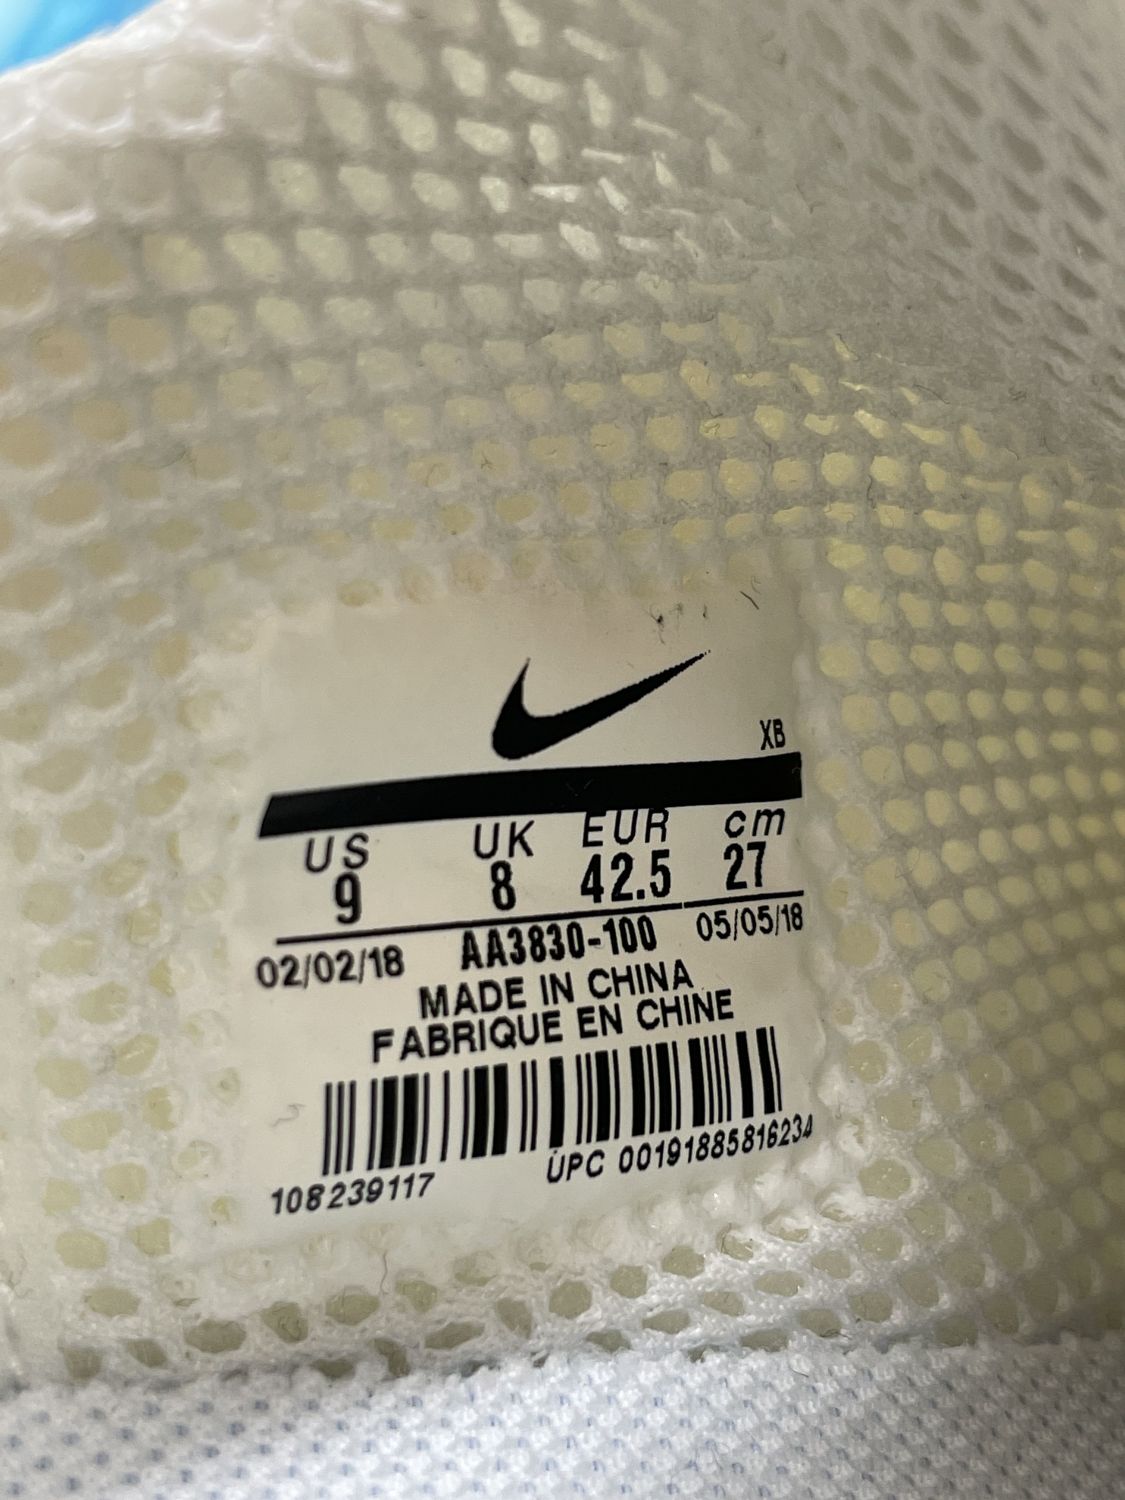 XB
US UK EUR cm
9 8 42.5 27
02/02/18 AA3830-100 05/05/18
MADE IN CHINA
FABRIQUE EN CHINE
108239117 UPC 00191885816234